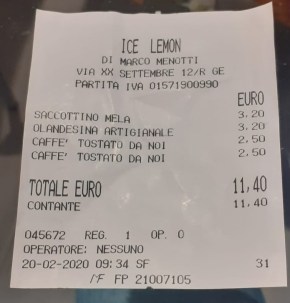 ICE LEMON
DI MARCO MENOTTI
VIA XX SETTEMBRE 12/R GE
PARTITA IVA 01571900990
EURO
SACCOTTINO MELA 3,20
OLANDESINA ARTIGIANALE 3,20
CAFFE' TOSTATO DA NOI 2,50
CAFFE' TOSTATO DA NOI 2,50
TOTALE EURO 11,40
CONTANTE 11,40
045672 REG. 1 OP. 0
OPERATORE: NESSUNO
20-02-2020 09:34 SF 31
MF FP 21007105